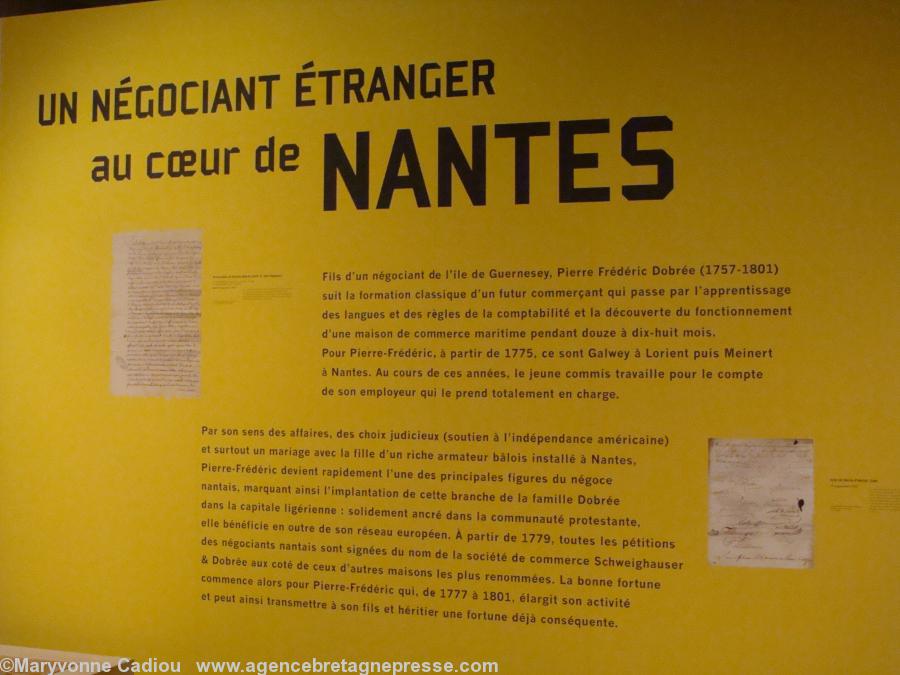 UN NÉGOCIANT ÉTRANGER
au cœur de NANTES
Fils d'un négociant de l'île de Guernesey, Pierre Frédéric Dobrée (1757-1801)
suit la formation classique d'un futur commerçant qui passe par l'apprentissage
des langues et des règles de la comptabilité et la découverte du fonctionnement
d'une maison de commerce maritime pendant douze à dix-huit mois.
Pour Pierre-Frédéric, à partir de 1775, ce sont Galwey à Lorient puis Meinert
à Nantes. Au cours de ces années, le jeune commis travaille pour le compte
de son employeur qui le prend totalement en charge.
Par son sens des affaires, des choix judicieux (soutien à l'indépendance américaine)
et surtout un mariage avec la fille d'un riche armateur bâlois installé à Nantes,
Pierre-Frédéric devient rapidement l'une des principales figures du négoce
nantais, marquant ainsi l'implantation de cette branche de la famille Dobrée
dans la capitale ligérienne : solidement ancré dans la communauté protestante,
elle bénéficie en outre de son réseau européen. À partir de 1779, toutes les pétitions
des négociants nantais sont signées du nom de la société de commerce Schweighauser
& Dobrée aux coté de ceux d'autres maisons les plus renommées. La bonne fortune
commence alors pour Pierre-Frédéric qui, de 1777 à 1801, élargit son activité
et peut ainsi transmettre à son fils et héritier une fortune déjà conséquente.
©Maryvonne Cadiou www.agencebretagnepresse.com